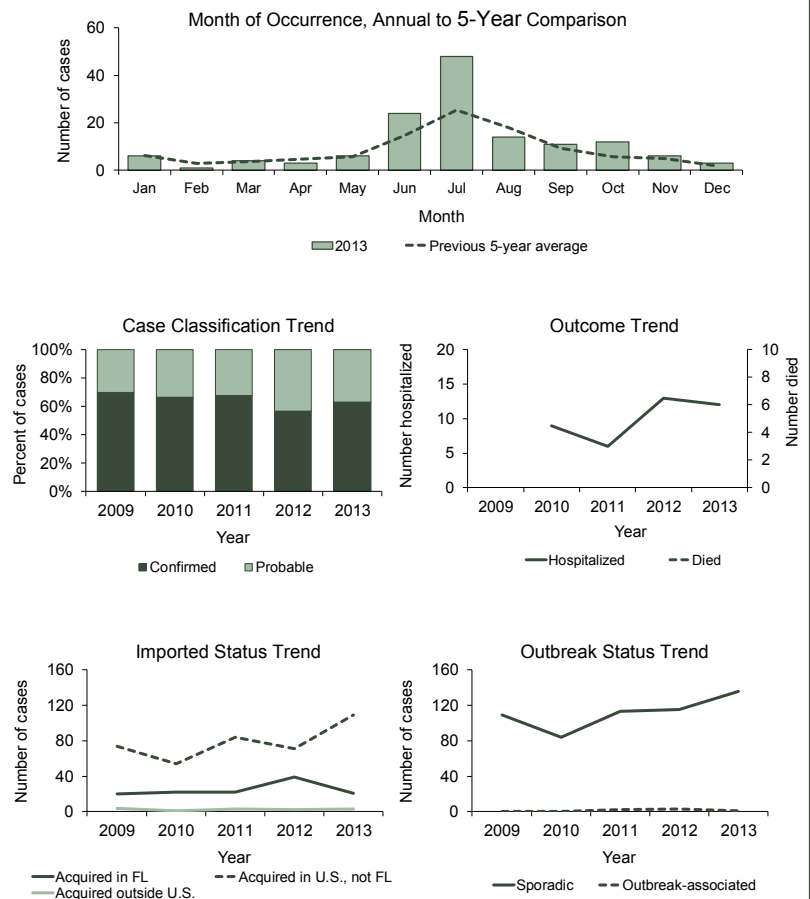 Month of Occurrence, Annual to 5-Year Comparison
Number of cases
60
40
20
0
Jan Feb Mar Apr May Jun Jul Aug Sep Oct Nov Dec
Month
2013 Previous 5-year average
Case Classification Trend
Percent of cases
100%
80%
60%
40%
20%
0%
2009 2010 2011 2012 2013
Year
Confirmed Probable
Outcome Trend
Number hospitalized
20
15
10
5
0
Number died
10
8
6
4
2
0
2009 2010 2011 2012 2013
Year
Hospitalized Died
Imported Status Trend
Number of cases
160
120
80
40
0
2009 2010 2011 2012 2013
Year
Acquired in FL Acquired in U.S., not FL
Acquired outside U.S.
Outbreak Status Trend
Number of cases
160
120
80
40
0
2009 2010 2011 2012 2013
Year
Sporadic Outbreak-associated